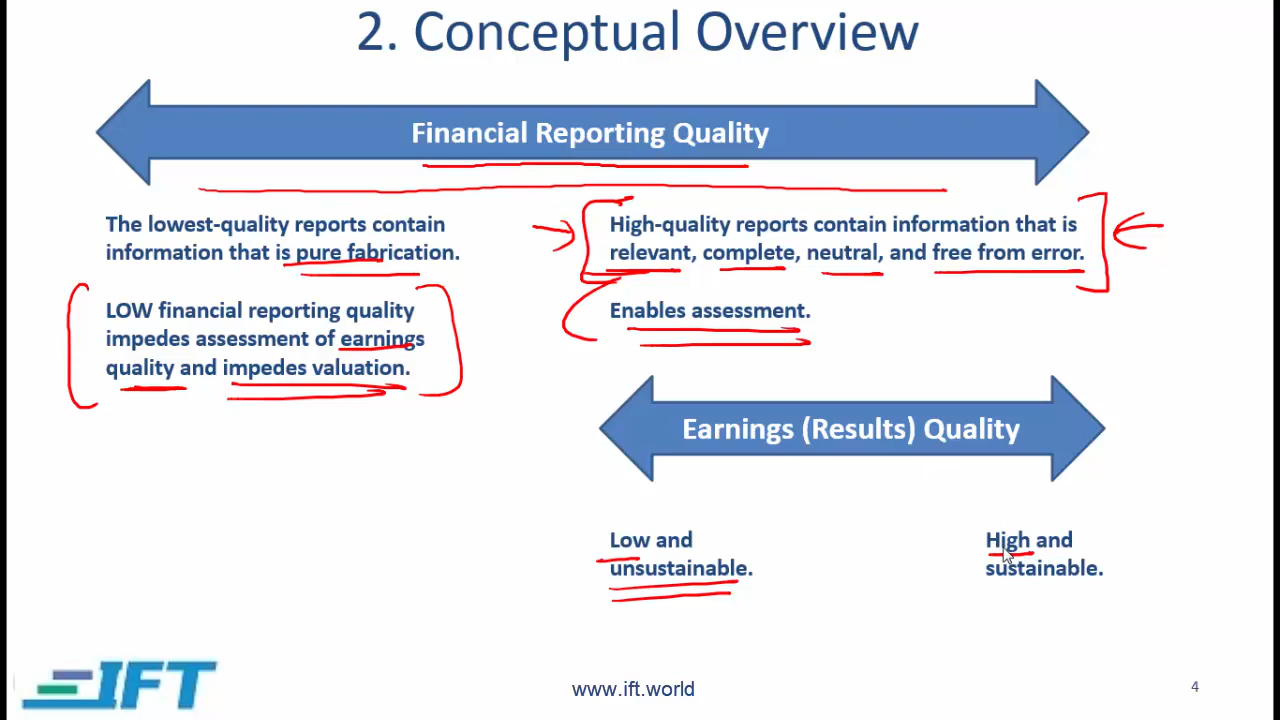 2. Conceptual Overview
Financial Reporting Quality
The lowest-quality reports contain
information that is pure fabrication.
LOW financial reporting quality
impedes assessment of earnings
quality and impedes valuation.
High-quality reports contain information that is
relevant, complete, neutral, and free from error.
Enables assessment.
Earnings (Results) Quality
Low and
unsustainable.
High and
sustainable.
IFT
www.ift.world
4